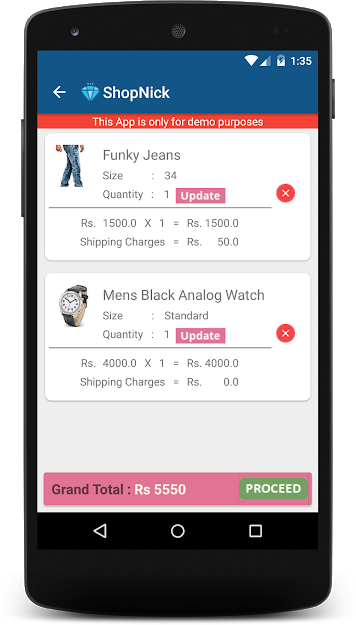 1:35
ShopNick
This App is only for demo purposes
Funky Jeans
Size : 34
Quantity : 1 Update
Rs. 1500.0 X 1 = Rs. 1500.0
Shipping Charges = Rs. 50.0
Mens Black Analog Watch
Size : Standard
Quantity : 1 Update
Rs. 4000.0 X 1 = Rs. 4000.0
Shipping Charges = Rs. 0.0
Grand Total : Rs 5550 PROCEED